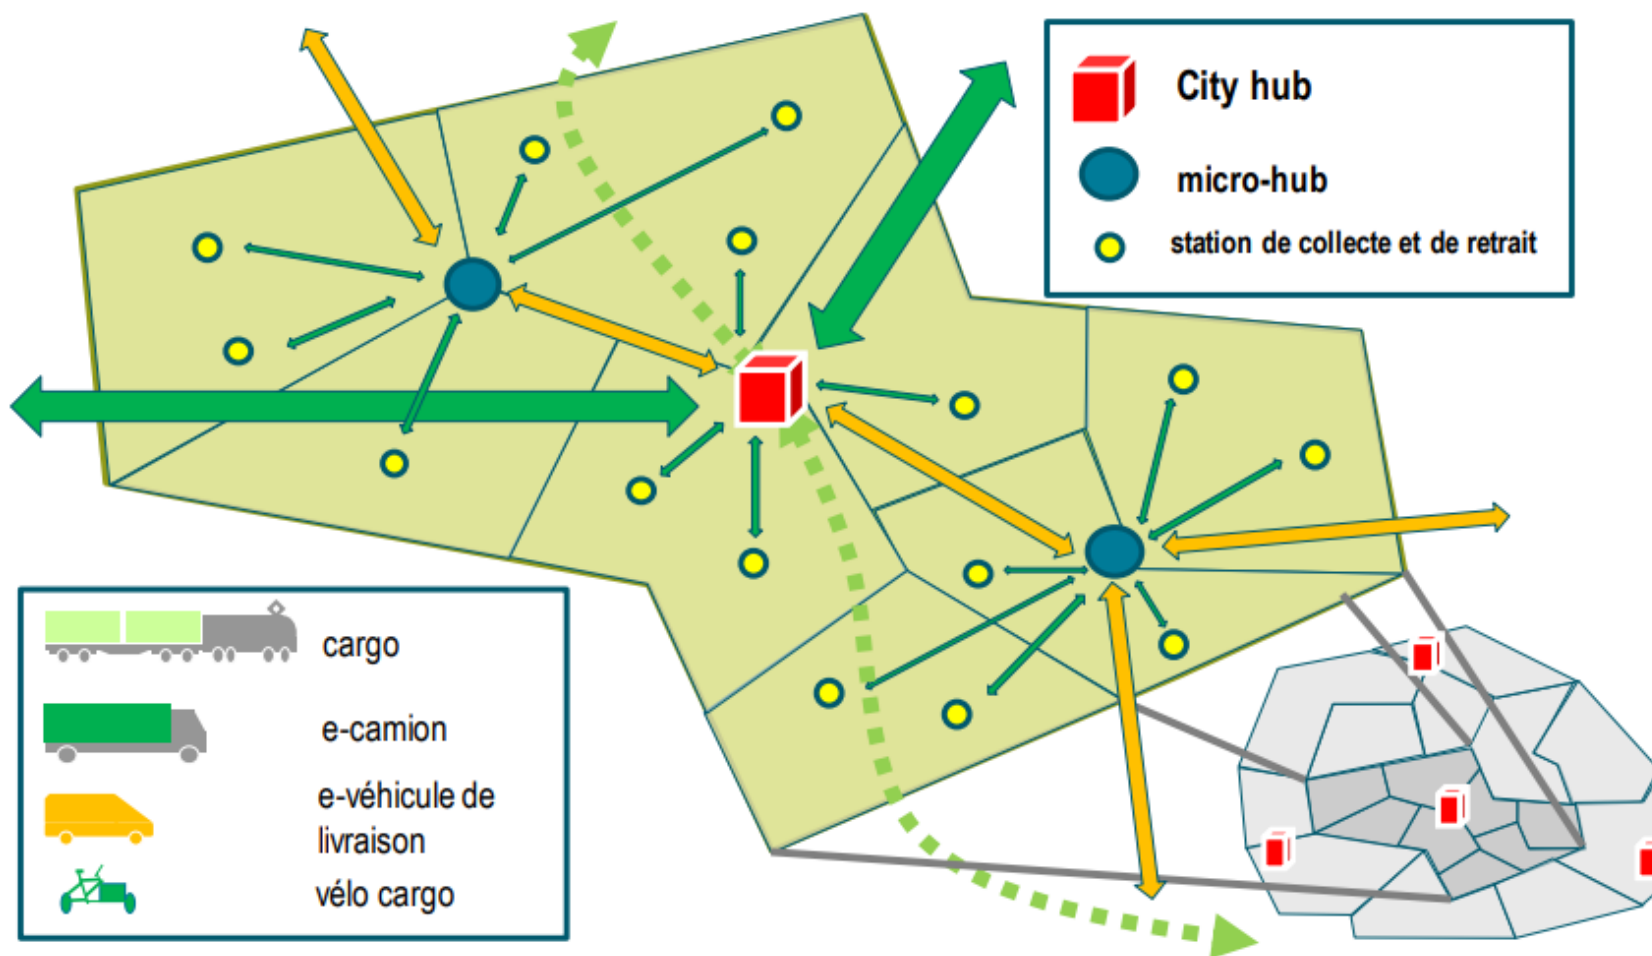 City hub
micro-hub
station de collecte et de retrait
cargo
e-camion
e-véhicule de
livraison
vélo cargo